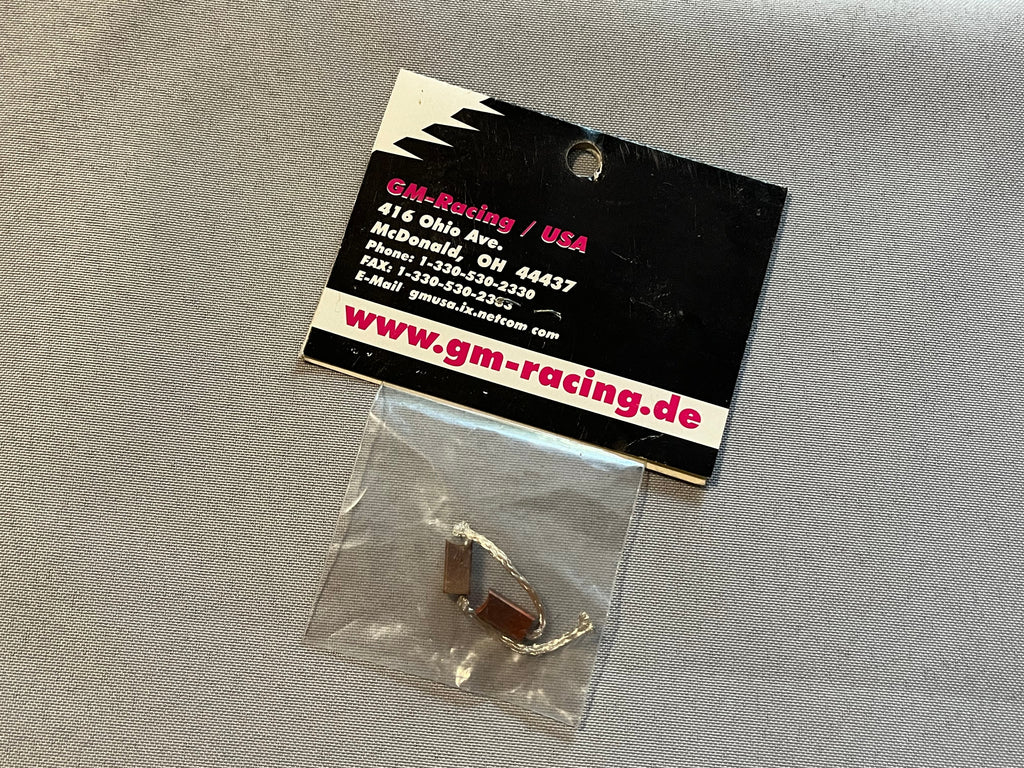 GM-Racing / USA
416 Ohio Ave.
McDonald, OH 44437
Phone: 1-330-530-2330
FAX: 1-330-530-2333
E-Mail gmusa.ix.netcom com
www.gm-racing.de